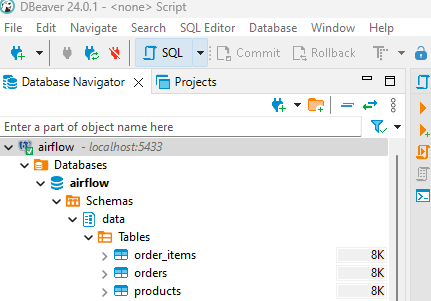 DBeaver 24.0.1 - <none> Script
File Edit Navigate Search SQL Editor Database Window Help
SQL Commit Rollback T
Database Navigator Projects
Enter a part of object name here
airflow - localhost:5433
Databases
airflow
Schemas
data
Tables
order_items 8K
orders 8K
products 8K